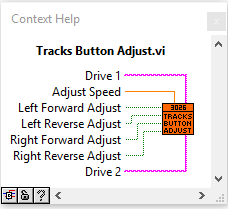 Context Help
x
Tracks Button Adjust.vi
Drive 1
Adjust Speed
Left Forward Adjust
Left Reverse Adjust
Right Forward Adjust
Right Reverse Adjust
Drive 2
3026
TRACKS
BUTTON
ADJUST
?